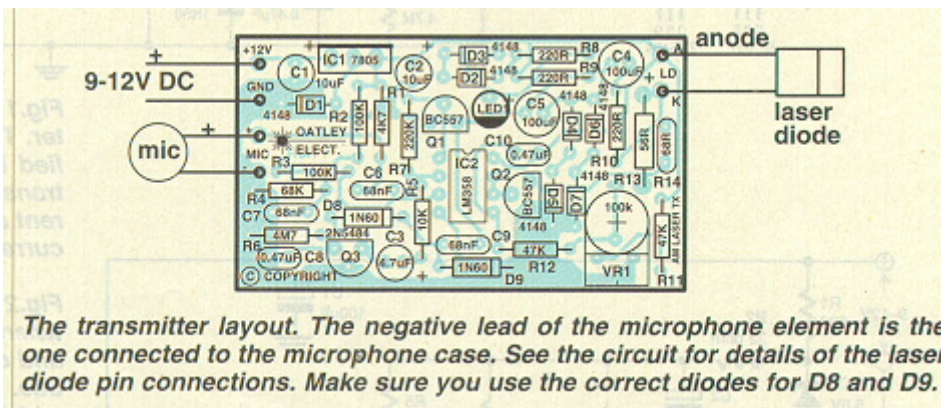 +12V
IC1 7805
C1
10uF
C2
10uF
D3 4148
D2 4148
220R R8
220R R9
C4
100uF
A
LD
K
anode
laser
diode
9-12V DC
GND
4148 D1
R2
100K
R1
4K7
220K
BC557
Q1
LED1
C5
100uF
4148
D4
D6
4148
220R
R10
56R
68R
+
mic
+
MIC
-
OATLEY
ELECT.
R3
100K
C6
68nF
R7
R5
10K
IC2
LM358
C10
0.47uF
Q2
BC557
4148
D5
D7
4148
R13
R14
R4
68K
C7
68nF
D8
1N60
2N5484
100k
VR1
47K
R11
AM LASER TX
R6
4M7
0.47uF
C8
Q3
C3
4.7uF
+
68nF
C9
1N60
D9
47K
R12
© COPYRIGHT
The transmitter layout. The negative lead of the microphone element is the
one connected to the microphone case. See the circuit for details of the laser
diode pin connections. Make sure you use the correct diodes for D8 and D9.